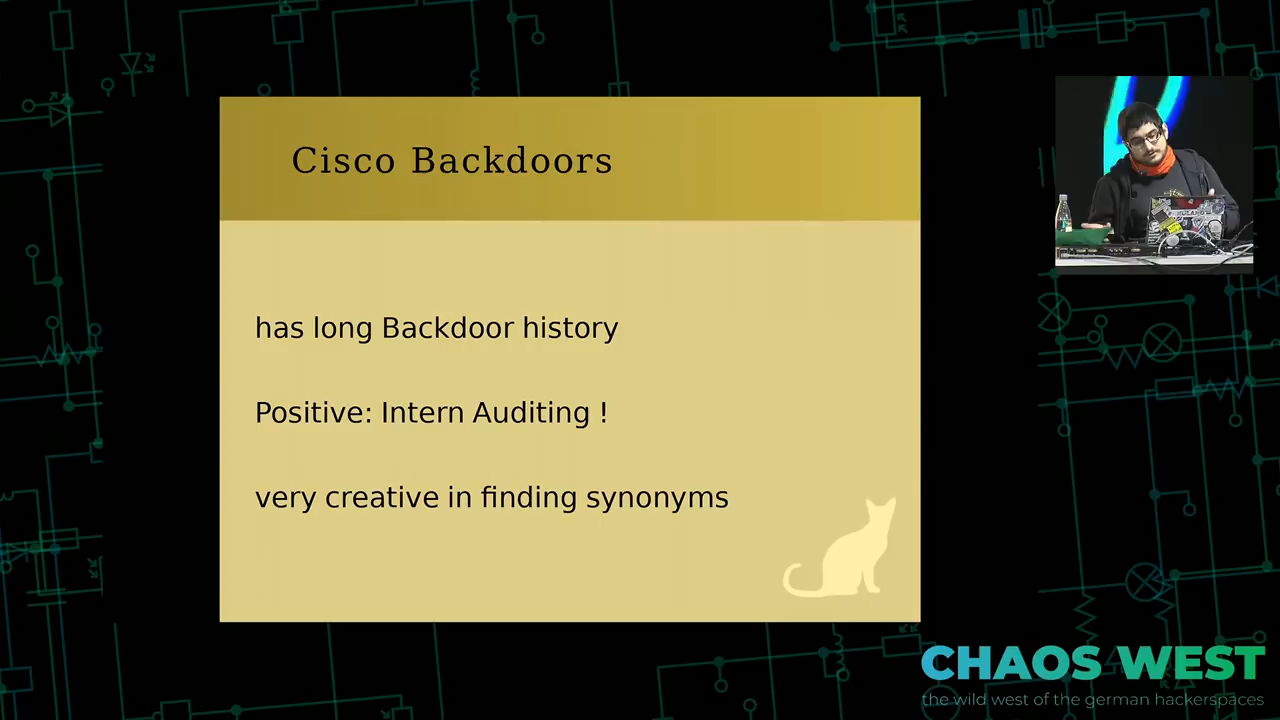 Cisco Backdoors
has long Backdoor history
Positive: Intern Auditing !
very creative in finding synonyms
CHAOS WEST
the wild west of the german hackerspaces